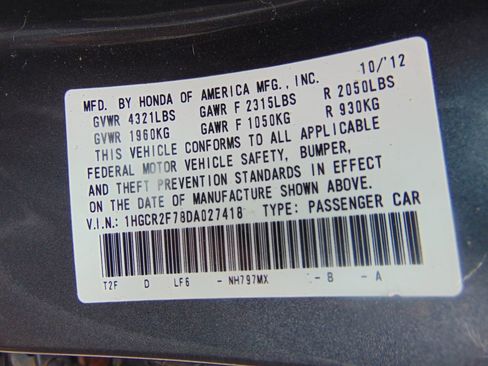 MFD. BY HONDA OF AMERICA MFG., INC. 10/'12
GVWR 4321LBS GAWR F 2315LBS R 2050LBS
GVWR 1960KG GAWR F 1050KG R 930KG
THIS VEHICLE CONFORMS TO ALL APPLICABLE
FEDERAL MOTOR VEHICLE SAFETY, BUMPER,
AND THEFT PREVENTION STANDARDS IN EFFECT
ON THE DATE OF MANUFACTURE SHOWN ABOVE.
V.I.N.: 1HGCR2F78DA027418 TYPE: PASSENGER CAR
T2F D LF6 - NH797MX - B - A